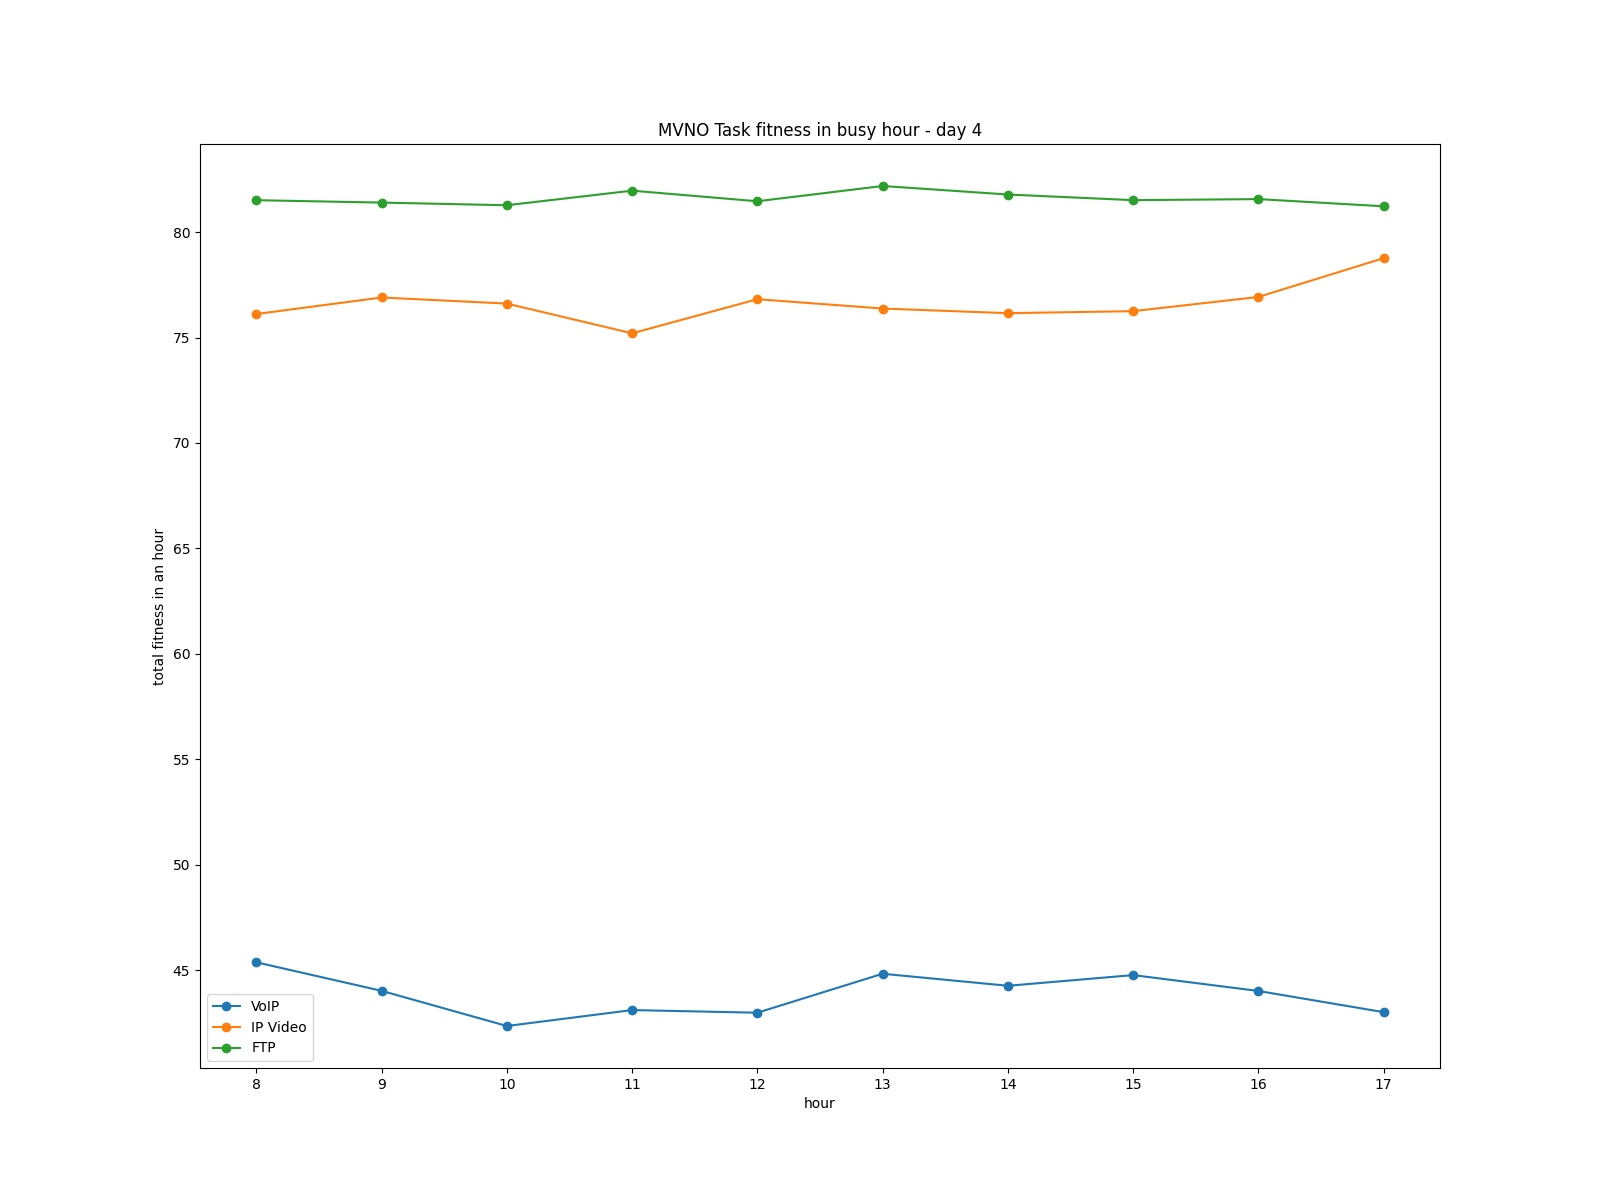 MVNO Task fitness in busy hour - day 4
total fitness in an hour
80
75
70
65
60
55
50
45
VoIP
IP Video
FTP
8 9 10 11 12 13 14 15 16 17
hour